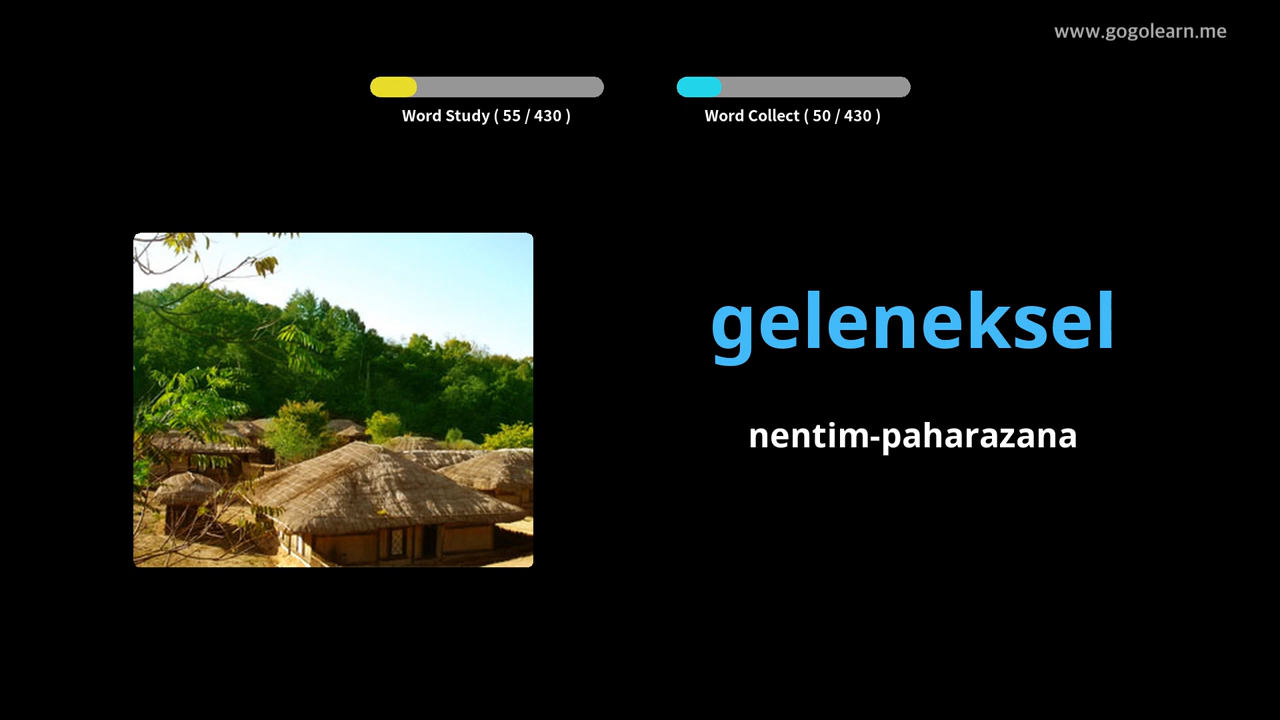 www.gogolearn.me
Word Study ( 55 / 430 )
Word Collect ( 50 / 430 )
geleneksel
nentim-paharazana